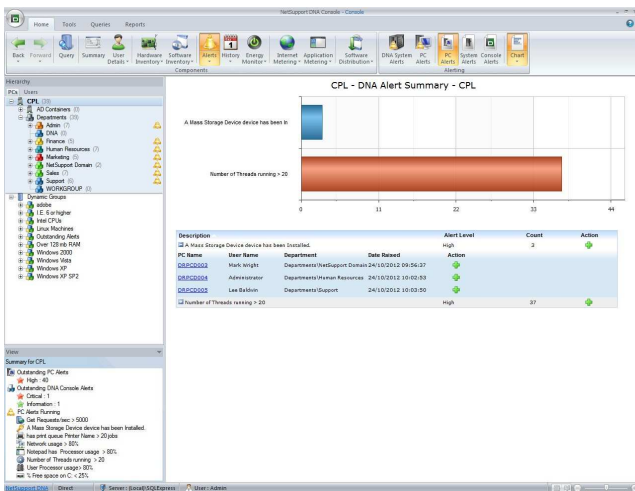 NetSupport DNA Console - Console
Home Tools Queries Reports
Back Forward Query Summary User Details Hardware Inventory Software Inventory Alerts History Energy Monitor Internet Metering Application Metering Software Distribution DNA System Alerts PC Alerts PC Alerts System Alerts Console Alerts Chart
Components Alerting
Hierarchy
PCs Users
CPL (39)
AD Containers (0)
Departments (39)
Admin (7)
DNA (0)
Finance (5)
Human Resources (7)
Marketing (5)
NetSupport Domain (2)
Sales (7)
Support (6)
WORKGROUP (0)
Dynamic Groups
adobe
I.E. 6 or higher
Intel CPUs
Linux Machines
Outstanding Alerts
Over 128 mb RAM
Windows 2000
Windows Vista
Windows XP
Windows XP SP2
CPL - DNA Alert Summary - CPL
A Mass Storage Device device has been In
Number of Threads running > 20
0 11 22 33 44
Description Alert Level Count Action
A Mass Storage Device device has been Installed. High 3
PC Name User Name Department Date Raised Action
DRPCD003 Mark Wright Departments\NetSupport Domain 24/10/2012 09:56:37
DRPCD004 Administrator Departments\Human Resources 24/10/2012 10:02:53
DRPCD005 Lee Baldwin Departments\Support 24/10/2012 10:03:50
Number of Threads running > 20 High 37
View
Summary for CPL
Outstanding PC Alerts
High : 40
Outstanding DNA Console Alerts
Critical : 1
Information : 1
PC Alerts Running
Get Requests/sec > 5000
A Mass Storage Device device has been Installed.
has print queue Printer Name > 20 jobs
Network usage > 80%
Notepad has Processor usage > 80%
Number of Threads running > 20
User Processor usage> 80%
% Free space on C: < 25%
NetSupport DNA Direct Server : (Local)\SQLExpress User : Admin